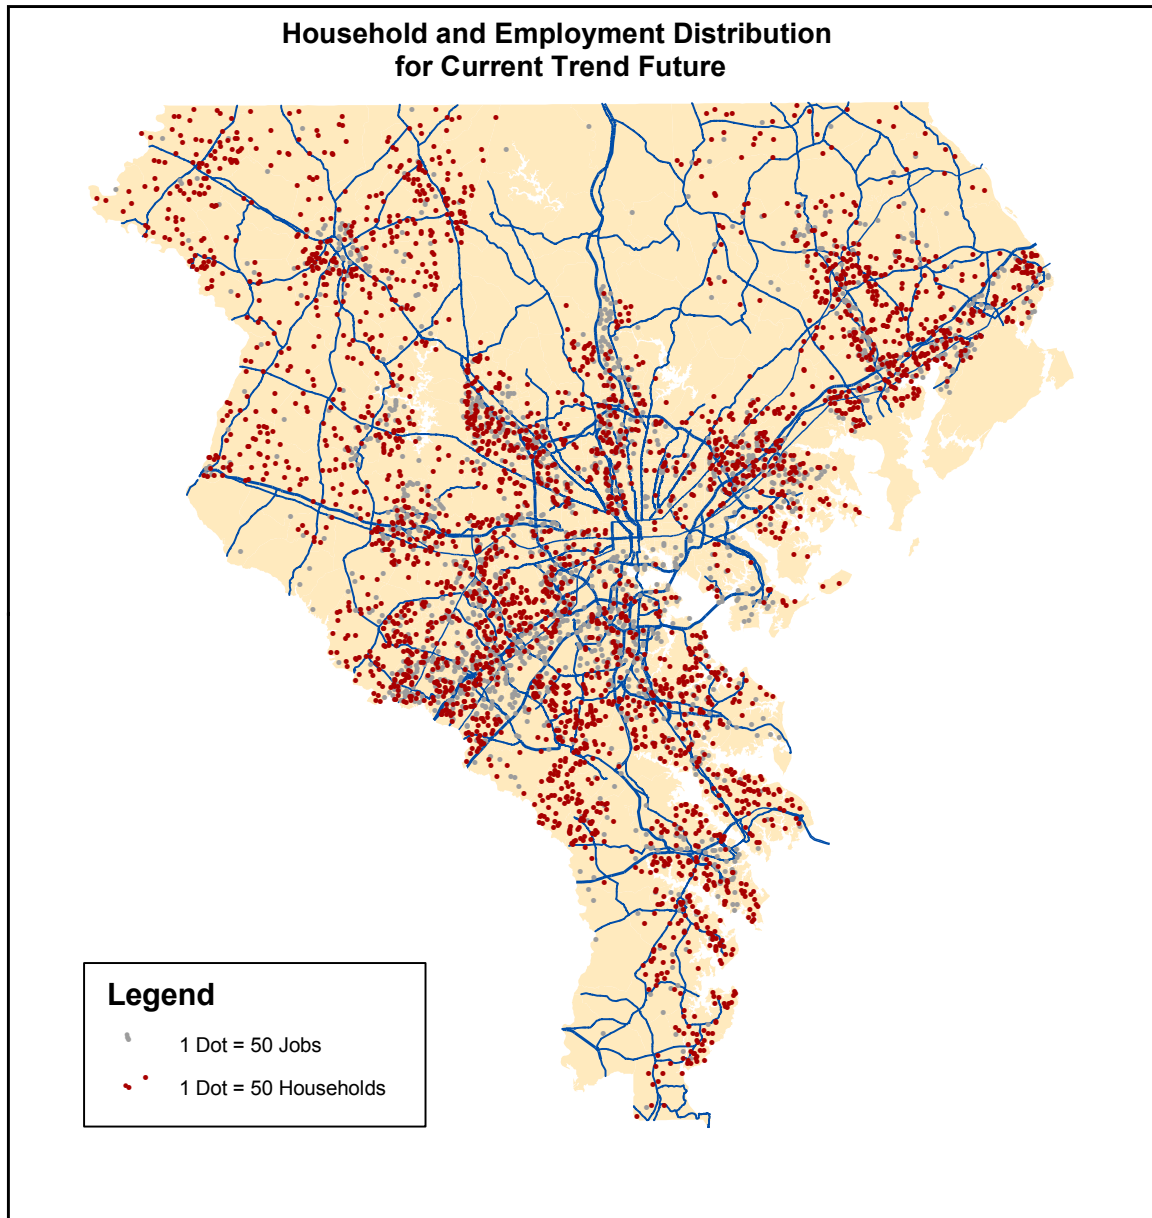 Household and Employment Distribution
for Current Trend Future
Legend
1 Dot = 50 Jobs
1 Dot = 50 Households